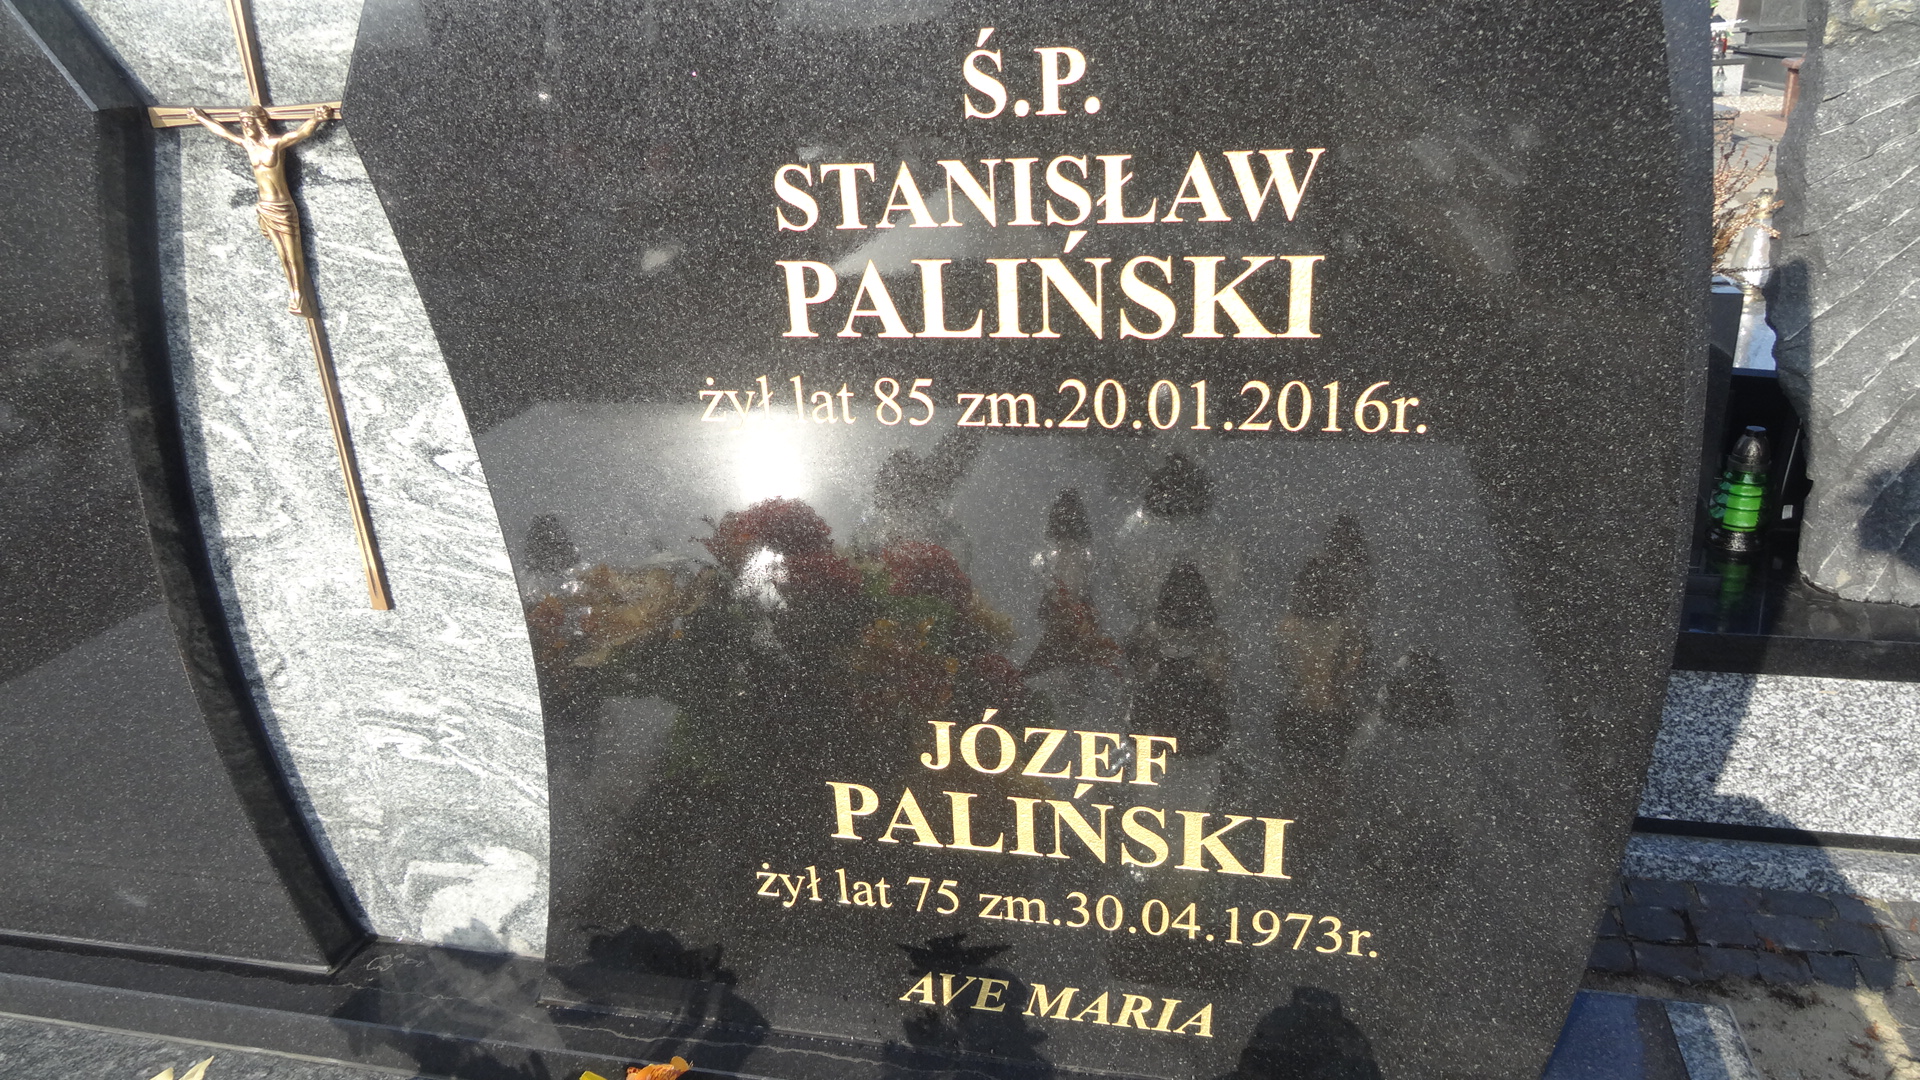 Ś.P.
STANISŁAW
PALIŃSKI
żył lat 85 zm.20.01.2016r.
JÓZEF
PALIŃSKI
żył lat 75 zm.30.04.1973r.
AVE MARIA